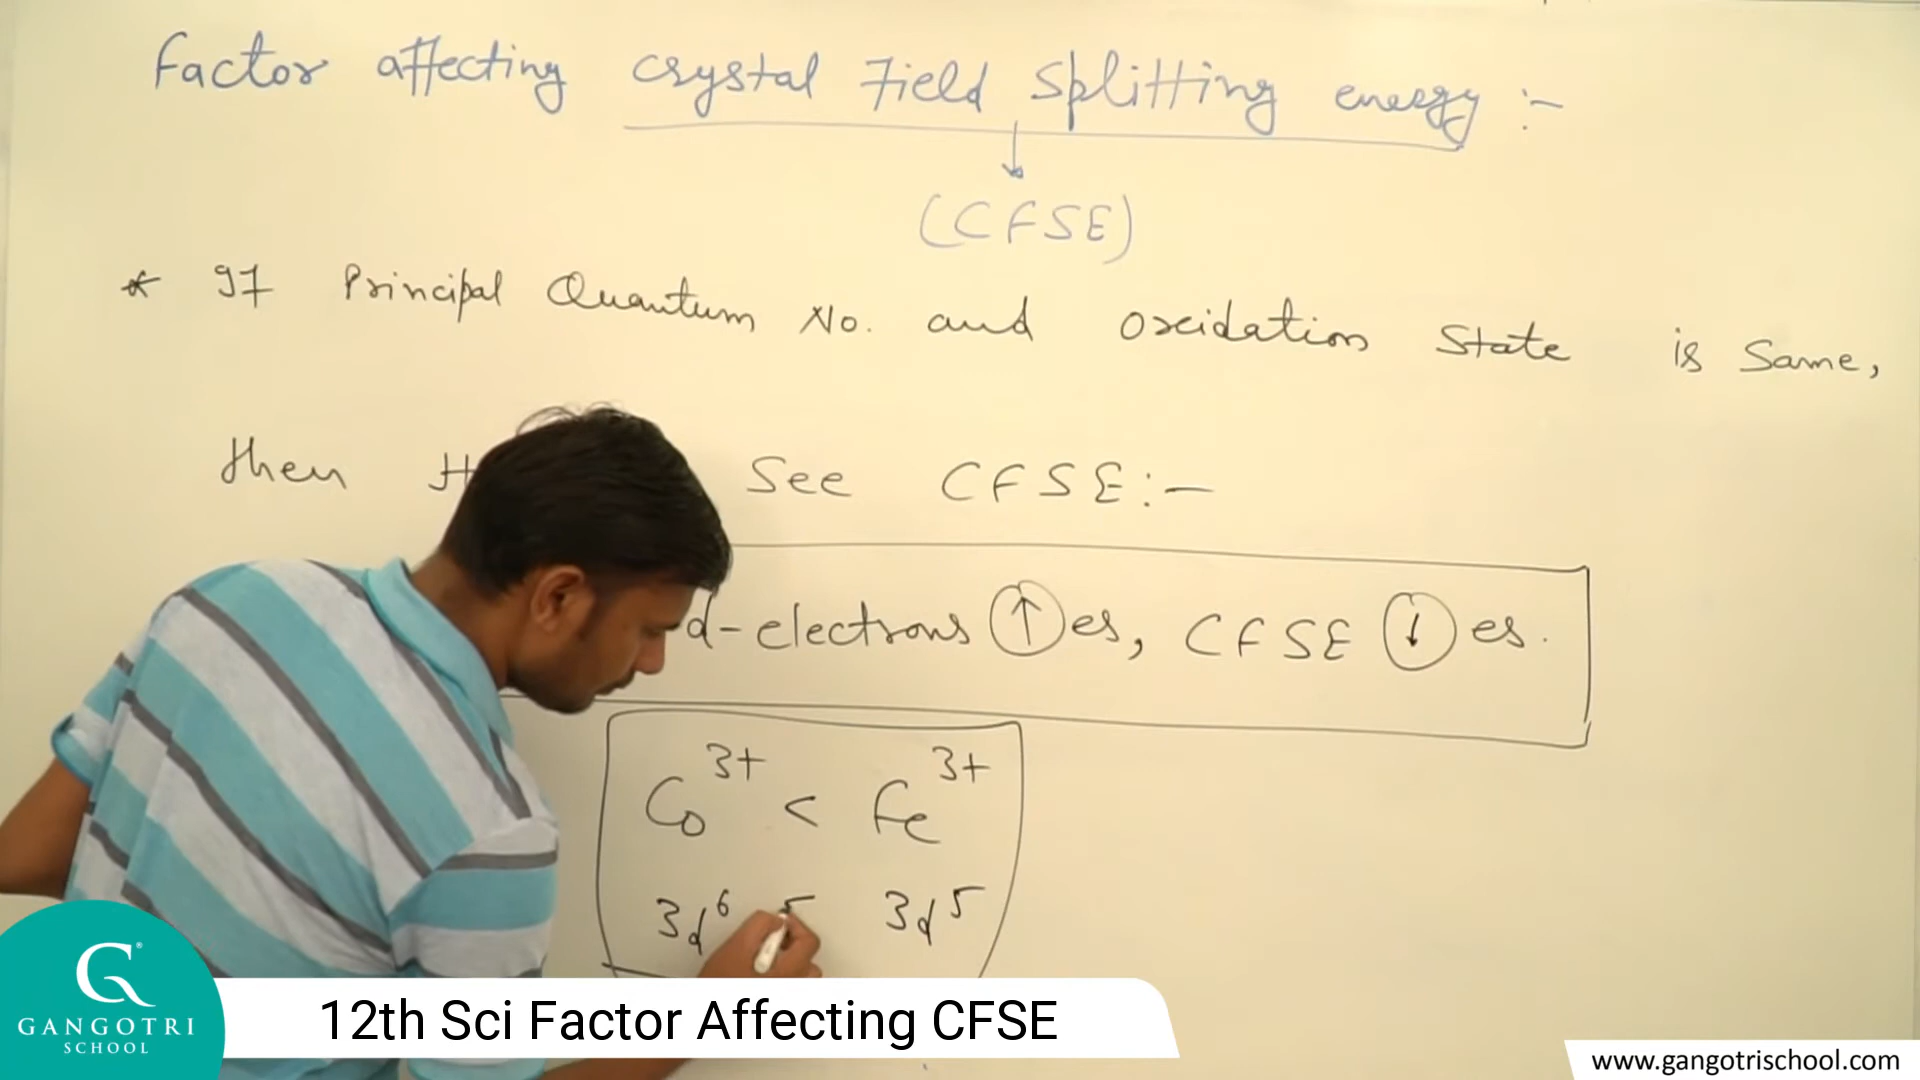 Factor affecting crystal Field Splitting energy :-
(CFSE)
* If Principal Quantum No. and oxidation State is Same,
then See CFSE:-
d-electrons ↑ es, CFSE ↓ es.
Co³⁺ < Fe³⁺
3d⁶ 3d⁵
12th Sci Factor Affecting CFSE
GANGOTRI
SCHOOL
www.gangotrischool.com